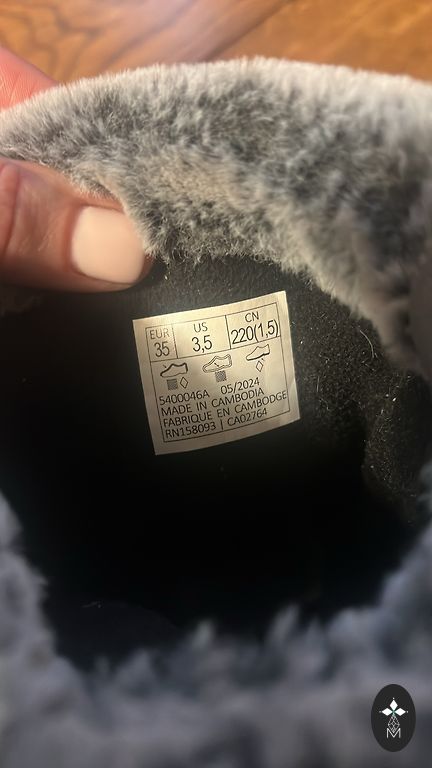 EUR US CN
35 3,5 220(1,5)
5400046A 05/2024
MADE IN CAMBODIA
FABRIQUE EN CAMBODGE
RN158093 | CA02764
M